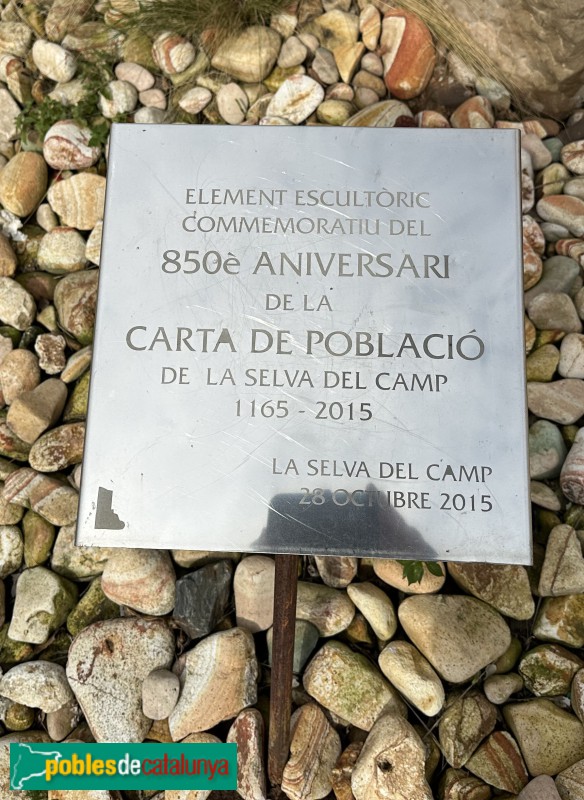 ELEMENT ESCULTÒRIC
COMMEMORATIU DEL
850è ANIVERSARI
DE LA
CARTA DE POBLACIÓ
DE LA SELVA DEL CAMP
1165 - 2015
LA SELVA DEL CAMP
28 OCTUBRE 2015
poblesdecatalunya